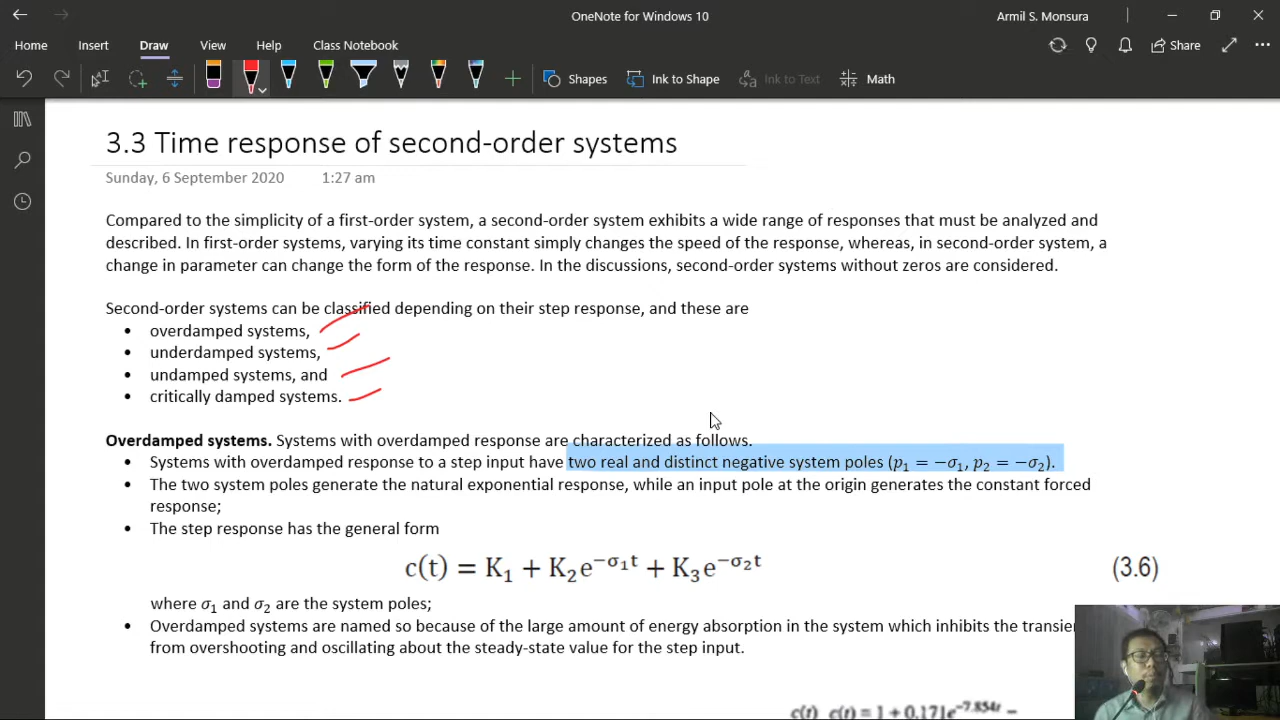 OneNote for Windows 10
Armil S. Monsura
Home Insert Draw View Help Class Notebook
Share
Shapes Ink to Shape Ink to Text Math
3.3 Time response of second-order systems
Sunday, 6 September 2020 1:27 am
Compared to the simplicity of a first-order system, a second-order system exhibits a wide range of responses that must be analyzed and
described. In first-order systems, varying its time constant simply changes the speed of the response, whereas, in second-order system, a
change in parameter can change the form of the response. In the discussions, second-order systems without zeros are considered.
Second-order systems can be classified depending on their step response, and these are
• overdamped systems,
• underdamped systems,
• undamped systems, and
• critically damped systems.
Overdamped systems. Systems with overdamped response are characterized as follows.
• Systems with overdamped response to a step input have two real and distinct negative system poles (p₁ = −σ₁, p₂ = −σ₂).
• The two system poles generate the natural exponential response, while an input pole at the origin generates the constant forced
response;
• The step response has the general form
c(t) = K₁ + K₂e^−σ₁t + K₃e^−σ₂t (3.6)
where σ₁ and σ₂ are the system poles;
• Overdamped systems are named so because of the large amount of energy absorption in the system which inhibits the transien
from overshooting and oscillating about the steady-state value for the step input.
c(t) c(t) = 1 + 0.171e^−7.854t −